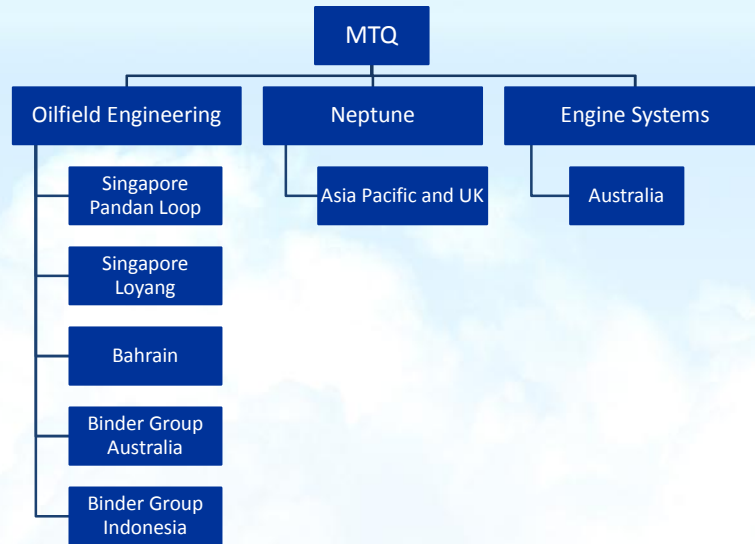 MTQ
Oilfield Engineering
Neptune
Engine Systems
Singapore
Pandan Loop
Singapore
Loyang
Bahrain
Binder Group
Australia
Binder Group
Indonesia
Asia Pacific and UK
Australia